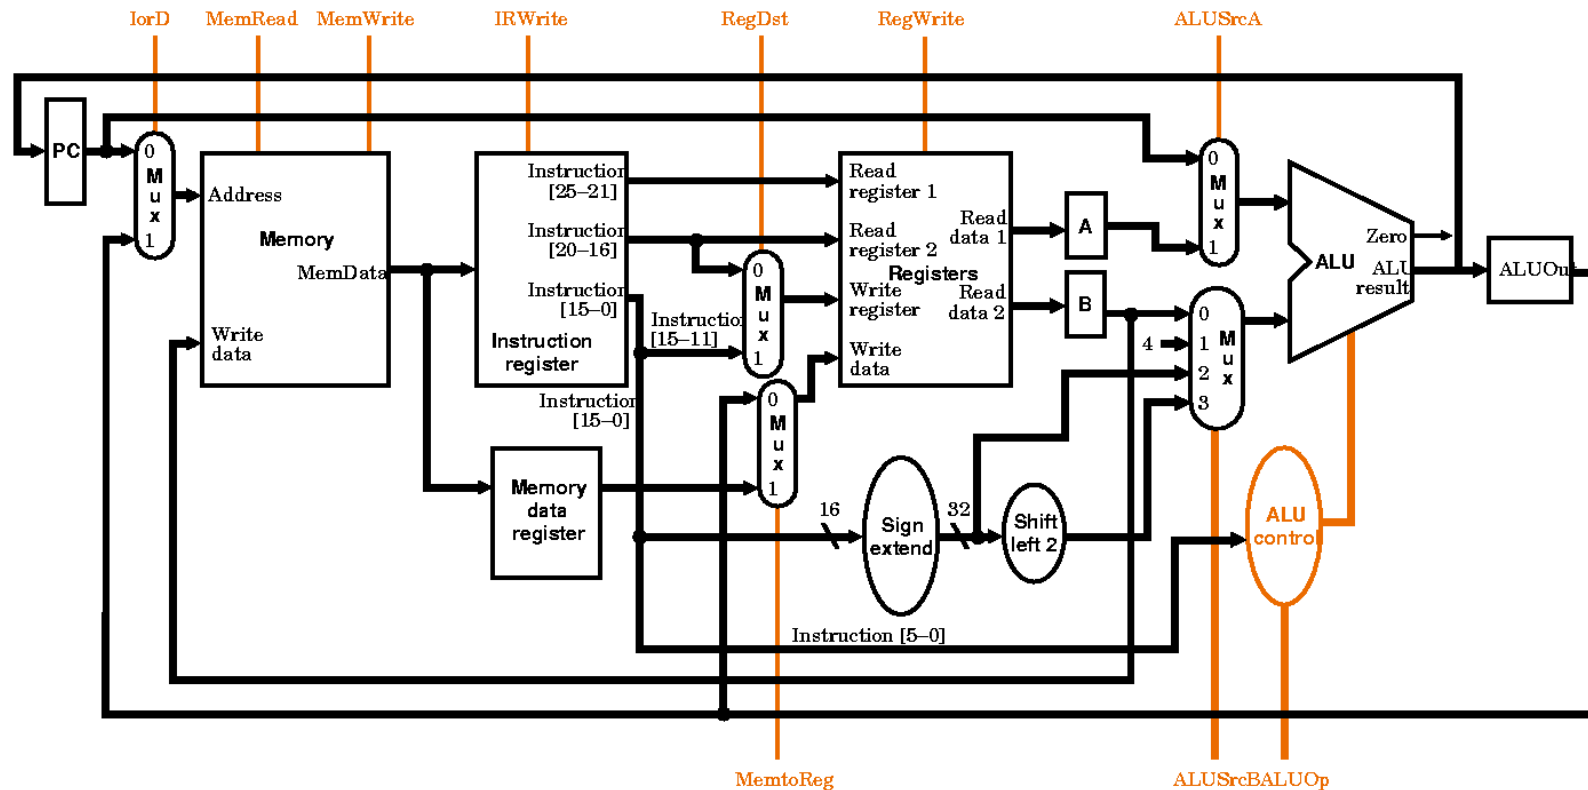 IorD
MemRead
MemWrite
IRWrite
RegDst
RegWrite
ALUSrcA
PC
0
M
u
x
1
Address
Memory
MemData
Write
data
Instruction
[25–21]
Instruction
[20–16]
Instruction
[15–0]
Instruction
register
Instruction
[15–11]
Instruction
[15–0]
0
M
u
x
1
0
M
u
x
1
Memory
data
register
Read
register 1
Read
register 2
Registers
Write
register
Write
data
Read
data 1
Read
data 2
A
B
0
M
u
x
1
4
0
1
2
3
M
u
x
Zero
ALU
ALU
result
ALUOut
16
Sign
extend
32
Shift
left 2
ALU
control
Instruction [5–0]
MemtoReg
ALUSrcB
ALUOp